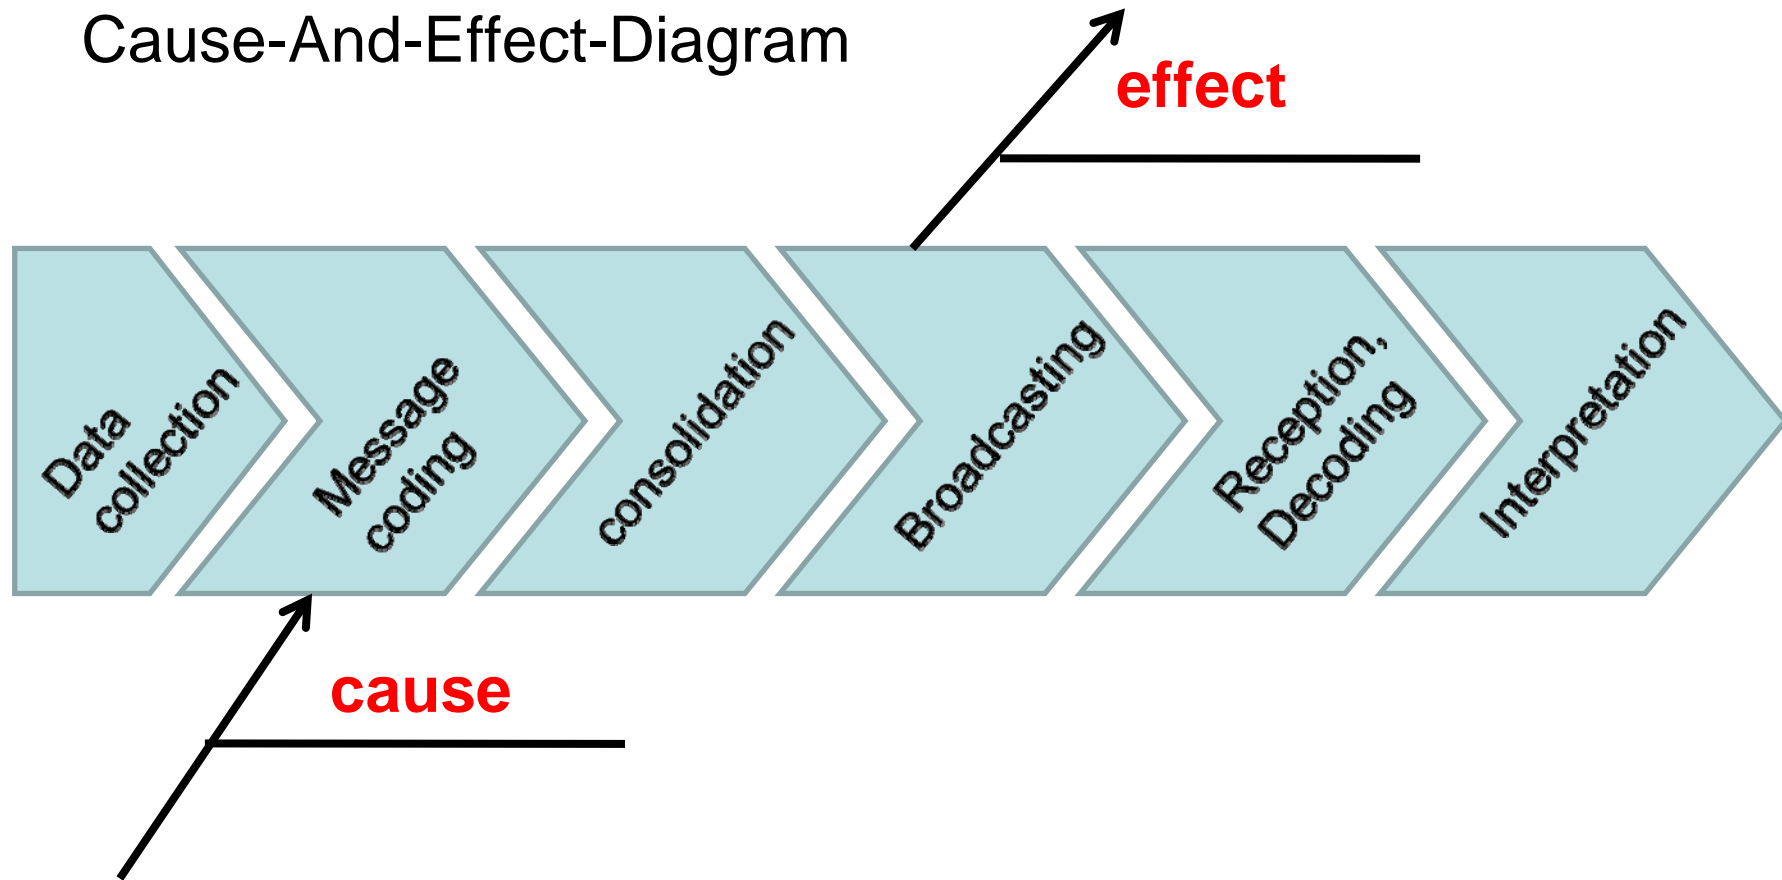 Cause-And-Effect-Diagram
effect
Data
collection
Message
coding
consolidation
Broadcasting
Reception,
Decoding
Interpretation
cause